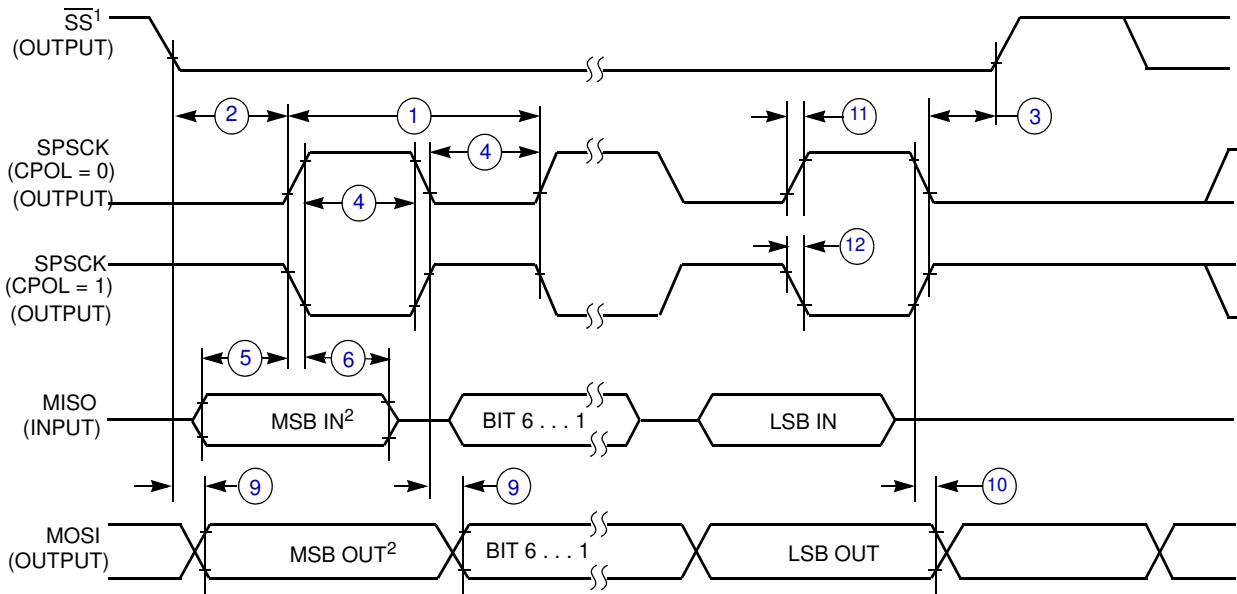 SS¹
(OUTPUT)
2
1
11
3
SPSCK
(CPOL = 0)
(OUTPUT)
4
4
SPSCK
(CPOL = 1)
(OUTPUT)
12
5
6
MISO
(INPUT)
MSB IN²
BIT 6 . . . 1
LSB IN
9
9
10
MOSI
(OUTPUT)
MSB OUT²
BIT 6 . . . 1
LSB OUT